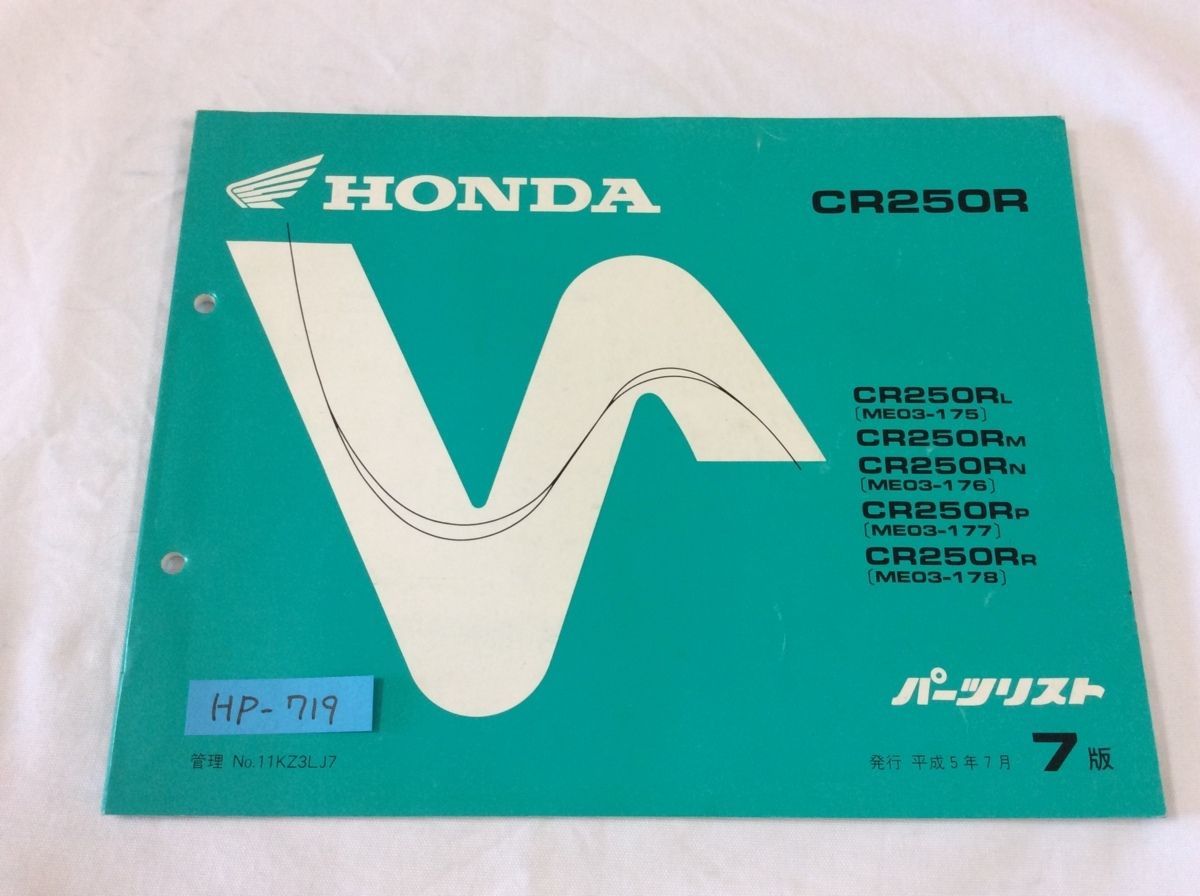 HONDA
CR250R
CR250RL
[ME03-175]
CR250RM
CR250RN
[ME03-176]
CR250RP
[ME03-177]
CR250RR
[ME03-178]
パーツリスト
HP-719
管理 No.11KZ3LJ7
発行 平成5年7月 7版